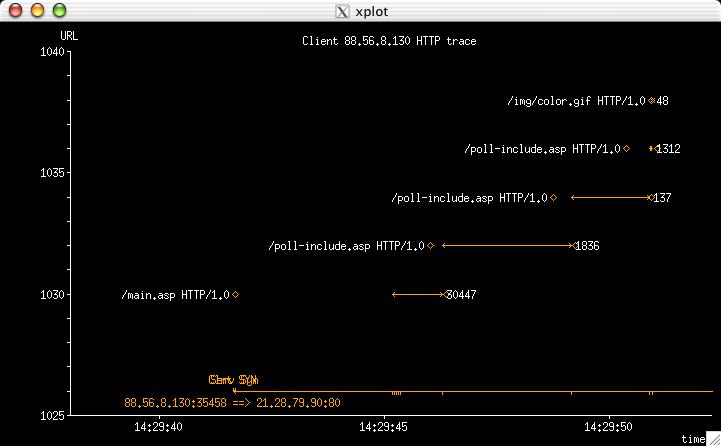 xplot
URL
1040
Client 88.56.8.130 HTTP trace
/img/color.gif HTTP/1.0 48
/poll-include.asp HTTP/1.0 1312
1035
/poll-include.asp HTTP/1.0 137
/poll-include.asp HTTP/1.0 1836
/main.asp HTTP/1.0 30447
1030
SYN
88.56.8.130:35458 ==> 21.28.79.90:80
1025
14:29:40 14:29:45 14:29:50
time